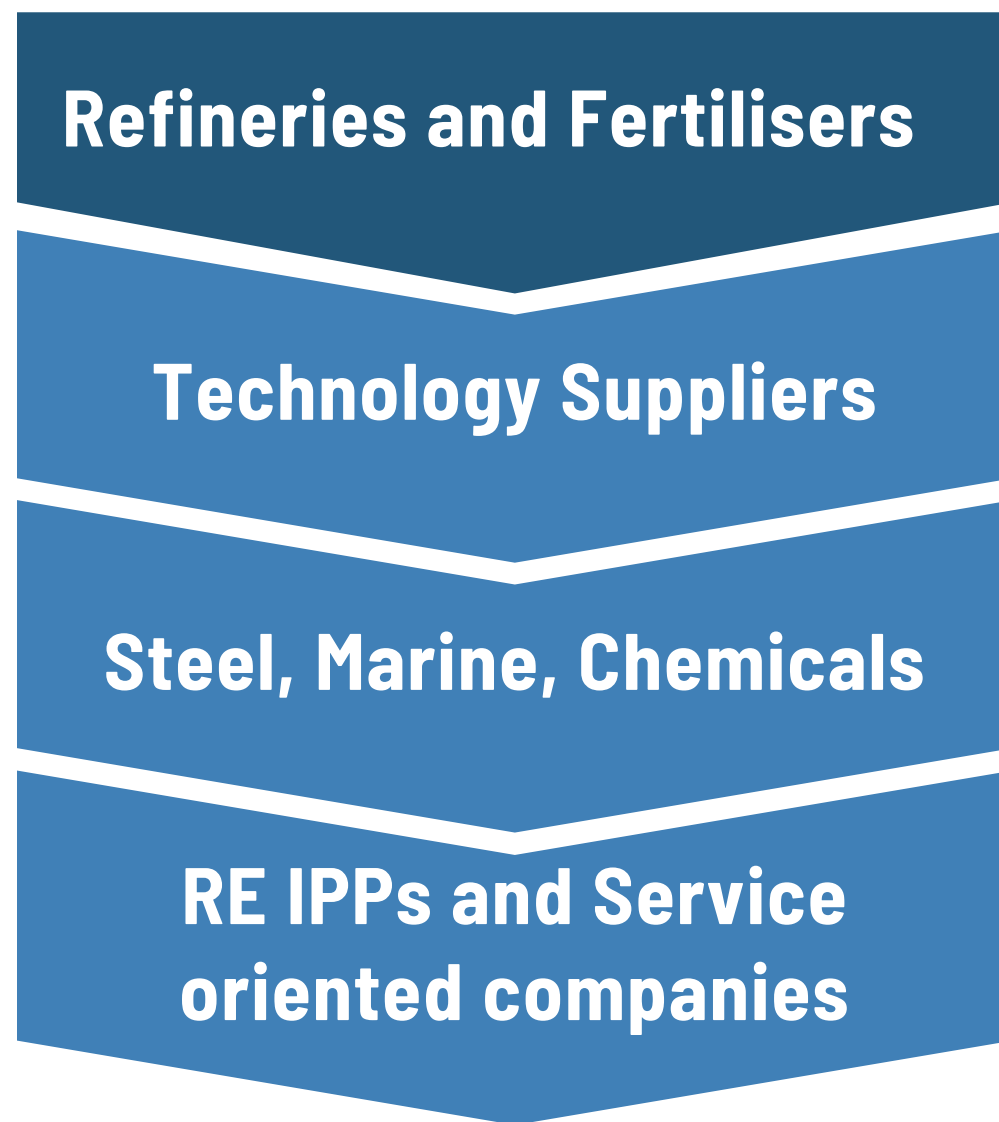 Refineries and Fertilisers
Technology Suppliers
Steel, Marine, Chemicals
RE IPPs and Service
oriented companies